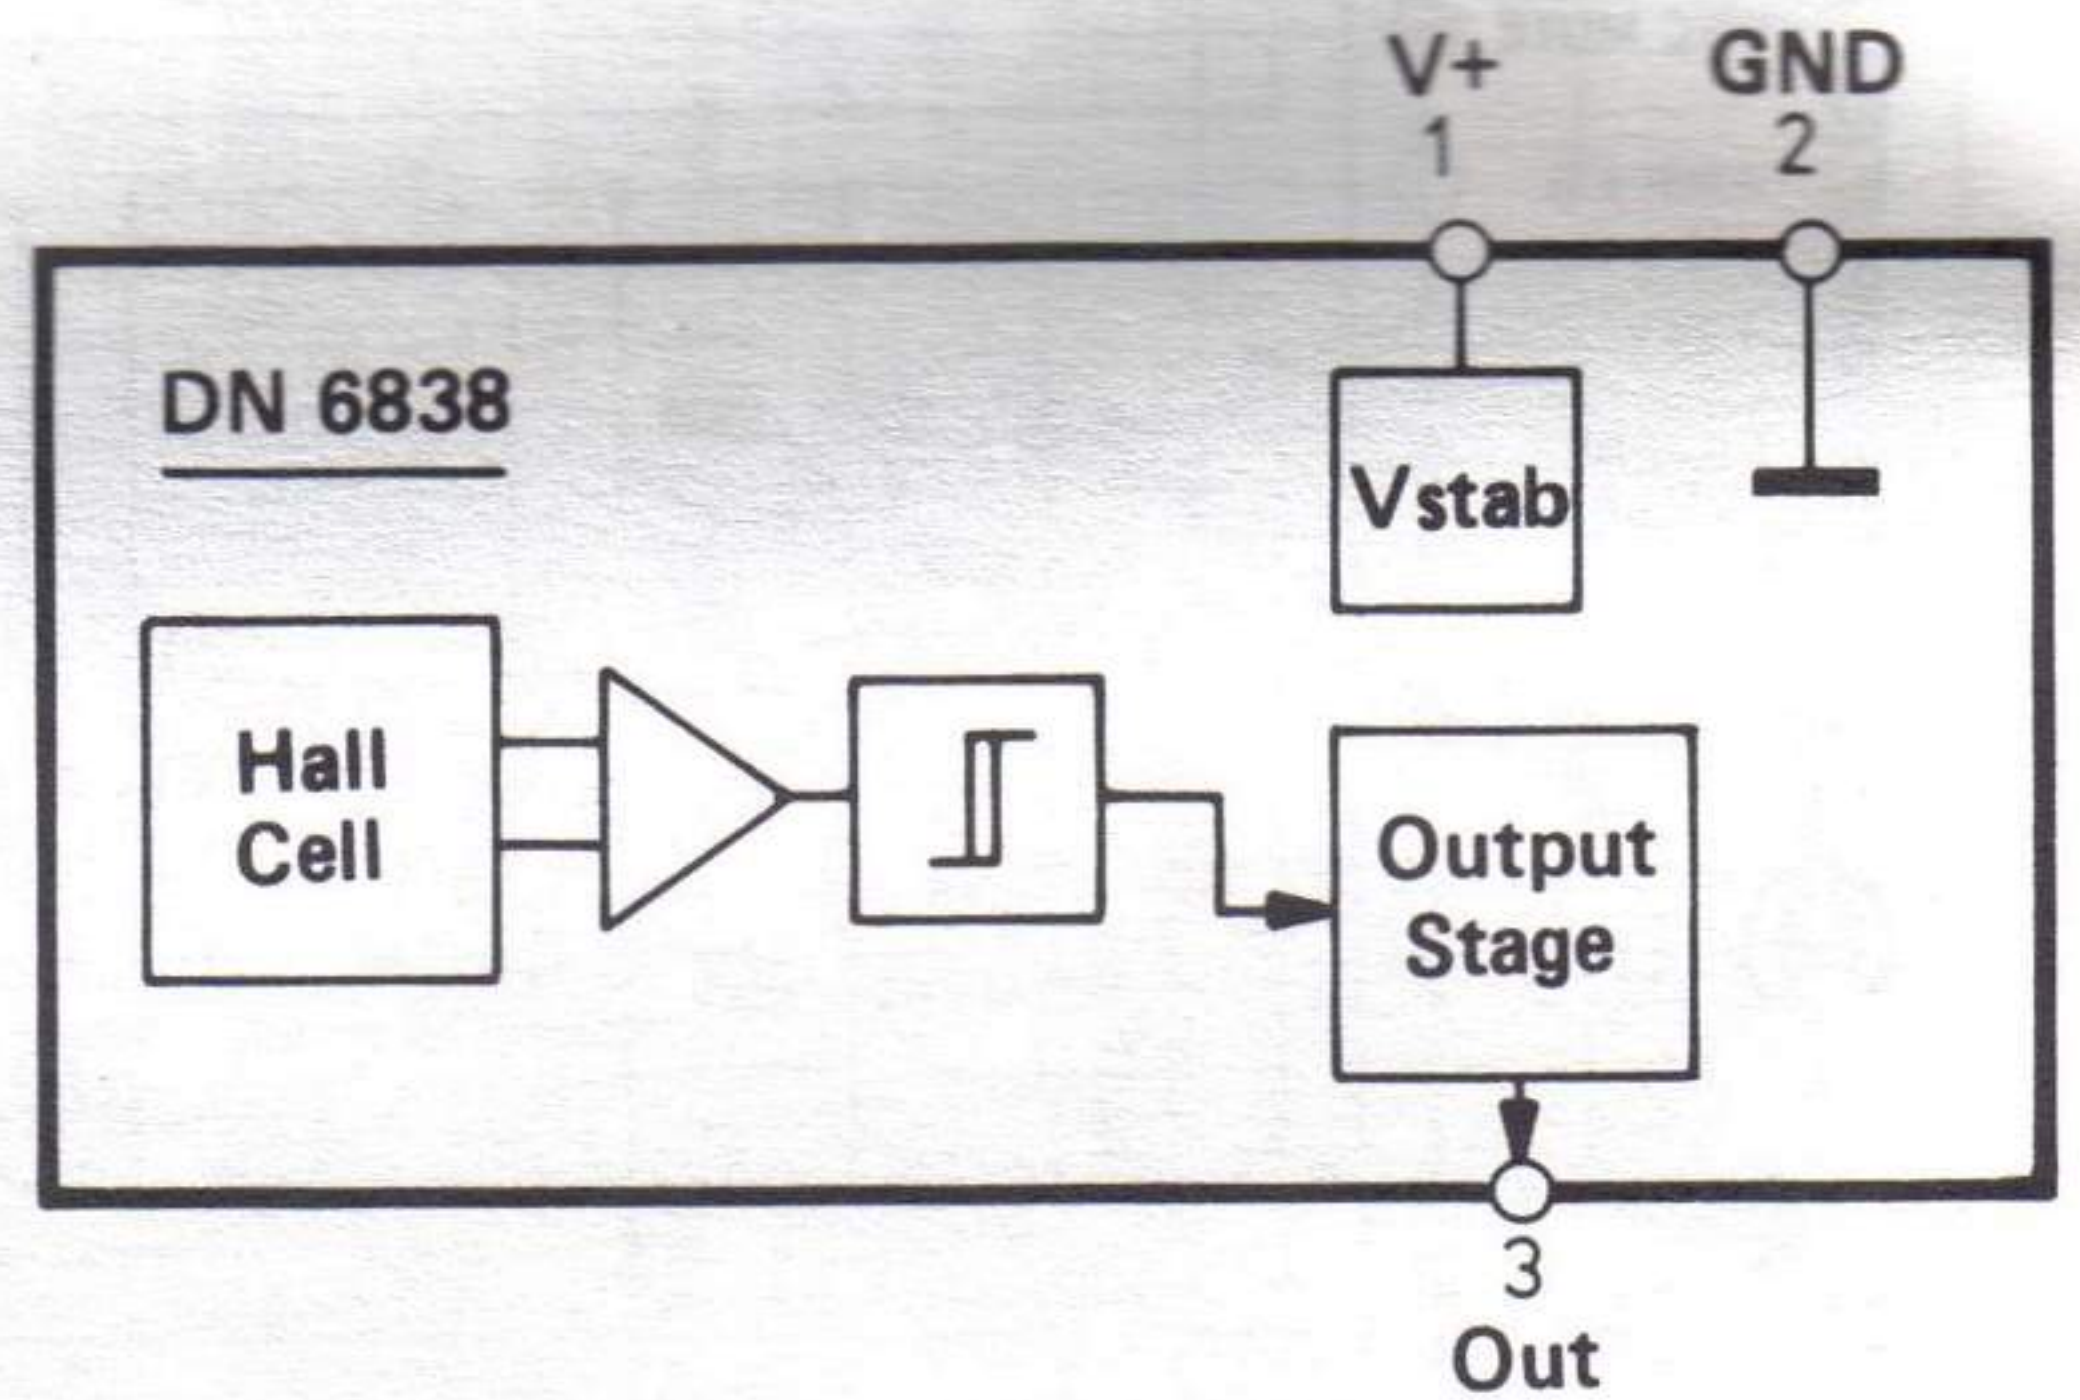 V+ GND
1 2
DN 6838
Vstab
Hall
Cell
Output
Stage
3
Out